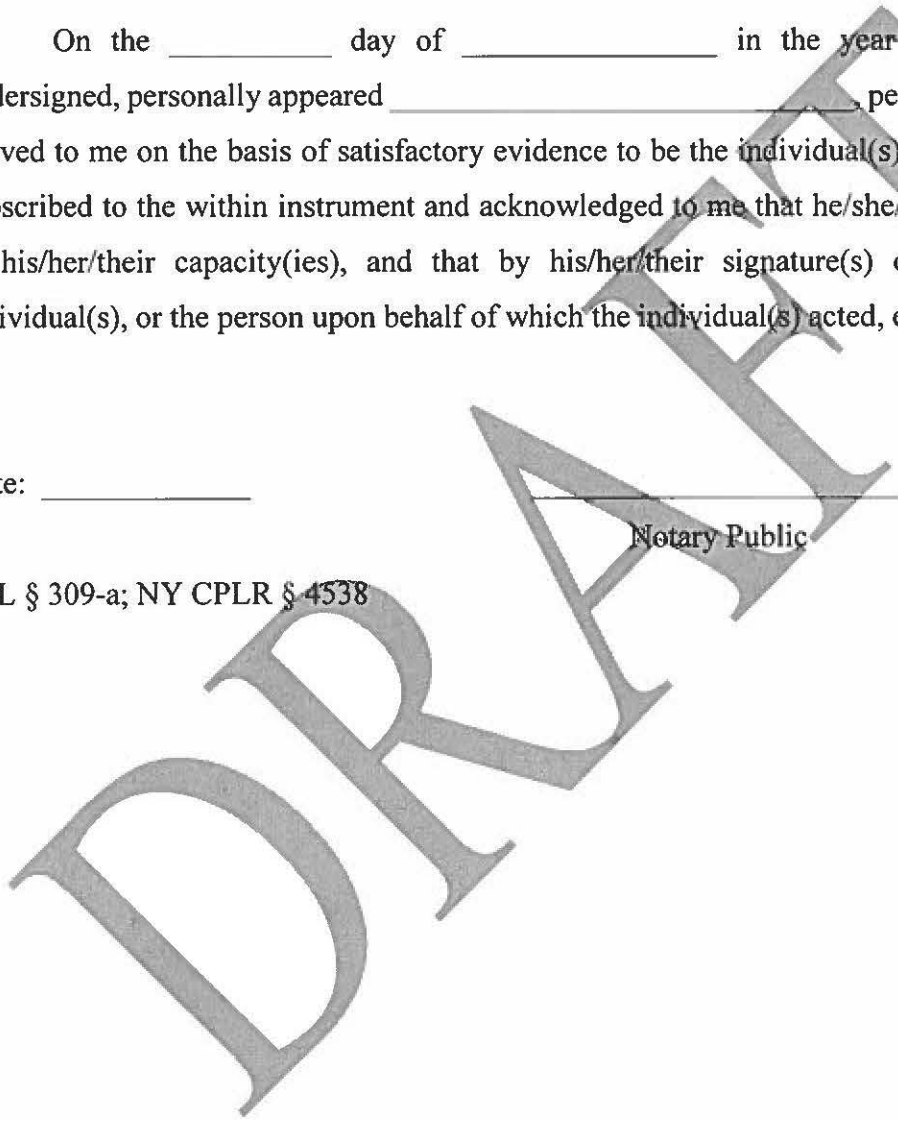 On the ________ day of ____________ in the year
dersigned, personally appeared ______________________, pe
ved to me on the basis of satisfactory evidence to be the individual(s)
scribed to the within instrument and acknowledged to me that he/she/
his/her/their capacity(ies), and that by his/her/their signature(s)
ividual(s), or the person upon behalf of which the individual(s) acted, e
te: __________
Notary Public
L § 309-a; NY CPLR § 4538
DRAFT